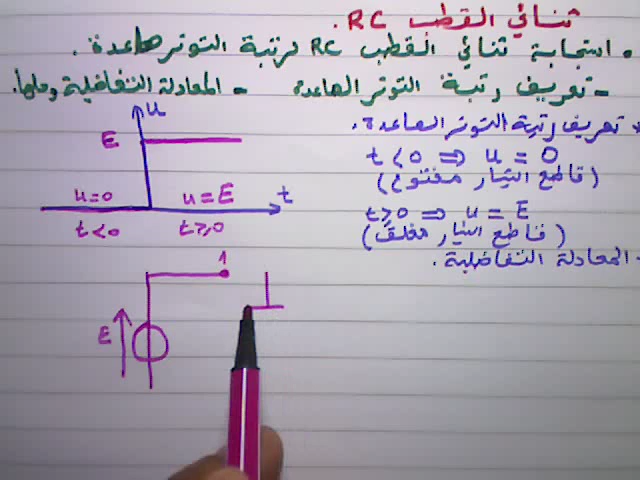 ثنائي القطب RC.
• استجابة ثنائي القطب RC لرتبة التوتر صاعدة.
- تعريف رتبة التوتر الصاعدة - المعادلة التفاضلية وحلها.
* تعريف رتبة التوتر الصاعدة.
t < 0 ⟹ u = 0
(قاطع التيار مفتوح)
t ≥ 0 ⟹ u = E
(قاطع التيار مغلق)
- المعادلة التفاضلية.
u
E
u=0 u=E t
t<0 t≥0
1
E